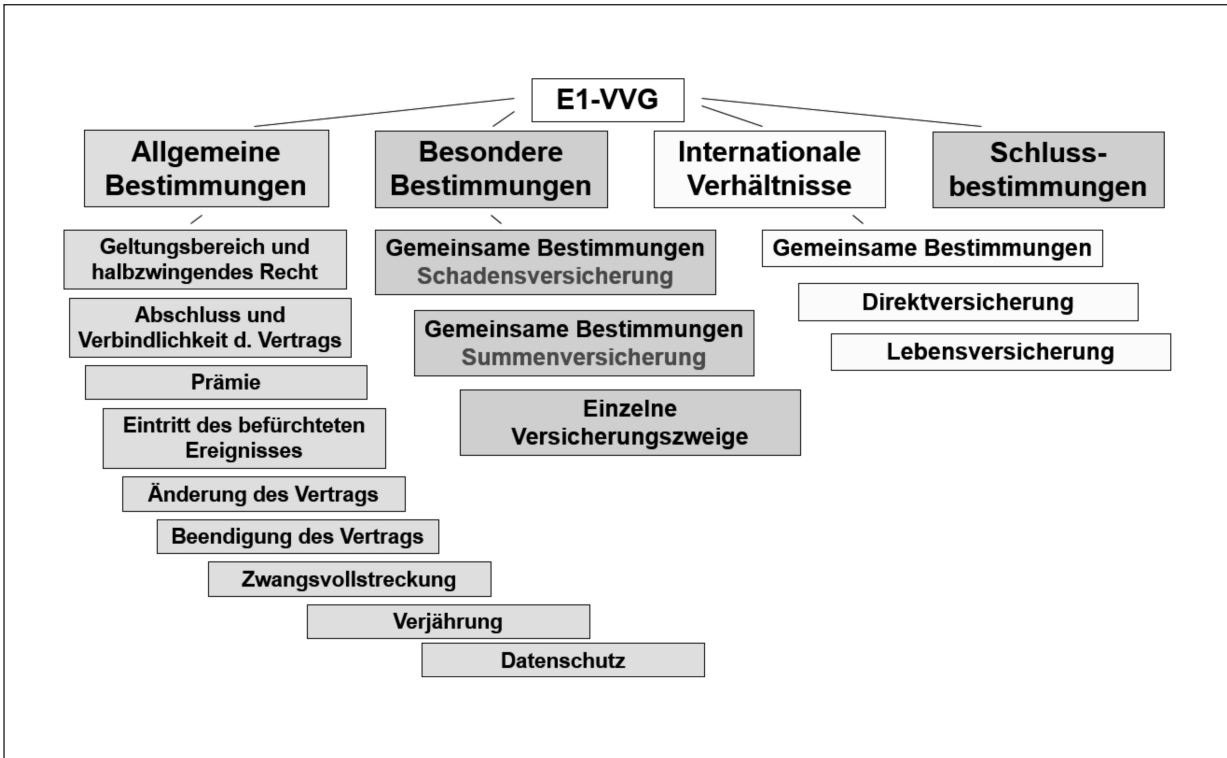 E1-VVG
Allgemeine
Bestimmungen
Besondere
Bestimmungen
Internationale
Verhältnisse
Schluss-
bestimmungen
Geltungsbereich und
halbzwingendes Recht
Abschluss und
Verbindlichkeit d. Vertrags
Prämie
Eintritt des befürchteten
Ereignisses
Änderung des Vertrags
Beendigung des Vertrags
Zwangsvollstreckung
Verjährung
Datenschutz
Gemeinsame Bestimmungen
Schadensversicherung
Gemeinsame Bestimmungen
Summenversicherung
Einzelne
Versicherungszweige
Gemeinsame Bestimmungen
Direktversicherung
Lebensversicherung